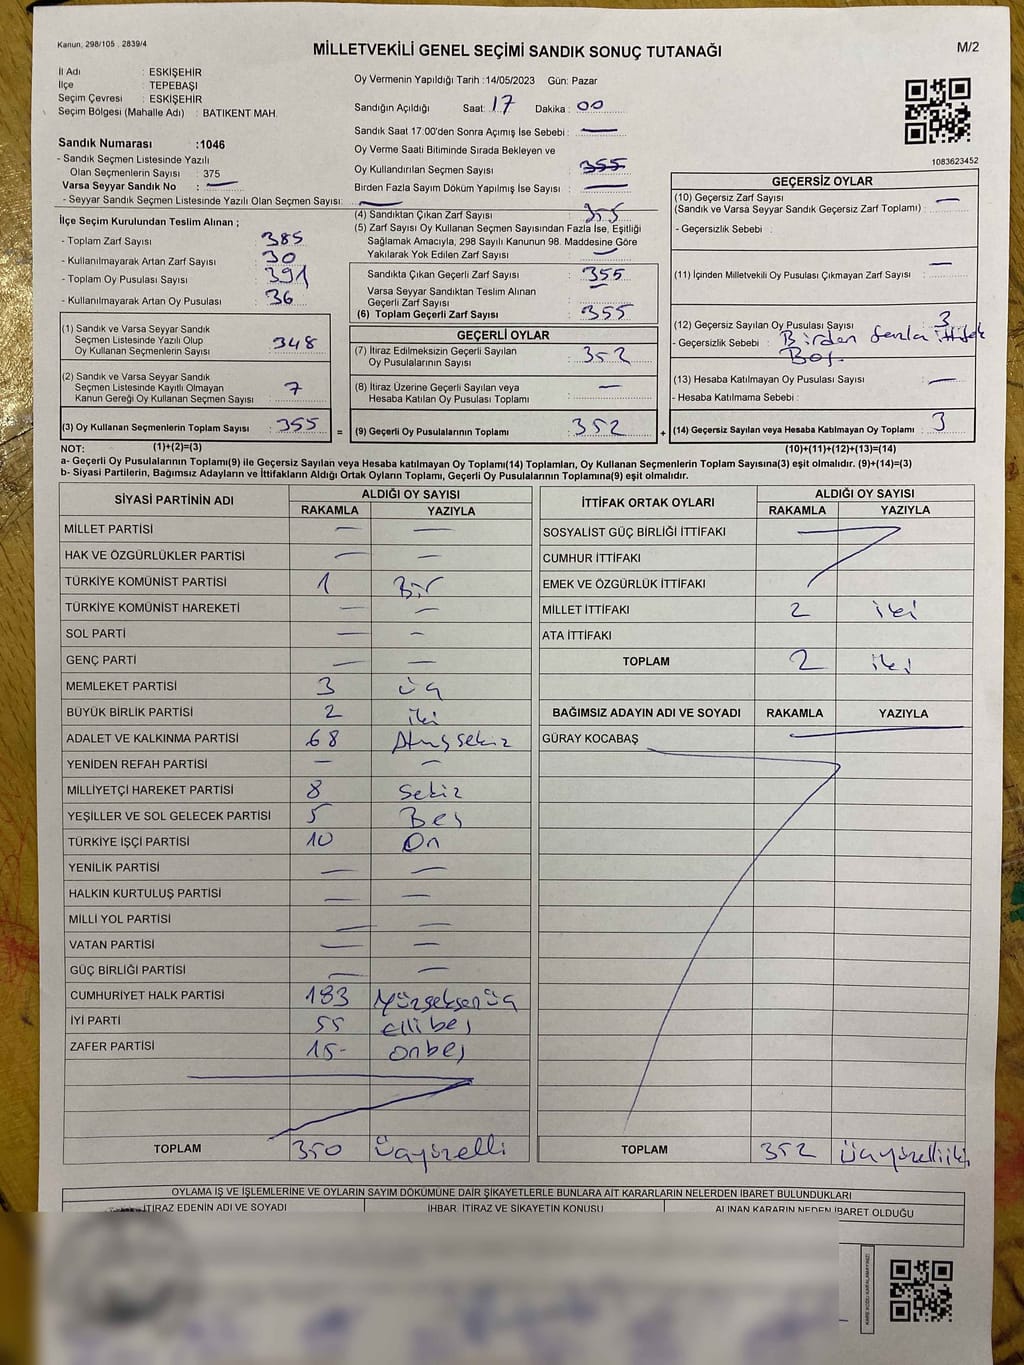 Kanun, 298/105 . 2839/4
MİLLETVEKİLİ GENEL SEÇİMİ SANDIK SONUÇ TUTANAĞI
M/2
İl Adı : ESKİŞEHİR
İlçe : TEPEBAŞI
Seçim Çevresi : ESKİŞEHİR
Seçim Bölgesi (Mahalle Adı) : BATIKENT MAH.
Sandık Numarası :1046
- Sandık Seçmen Listesinde Yazılı
Olan Seçmenlerin Sayısı : 375
Varsa Seyyar Sandık No : —
- Seyyar Sandık Seçmen Listesinde Yazılı Olan Seçmen Sayısı: —
Oy Vermenin Yapıldığı Tarih :14/05/2023 Gün: Pazar
Sandığın Açıldığı Saat: 17 Dakika : 00
Sandık Saat 17:00'den Sonra Açımış İse Sebebi : —
Oy Verme Saati Bitiminde Sırada Bekleyen ve
Oy Kullandırılan Seçmen Sayısı : 355
Birden Fazla Sayım Döküm Yapılmış İse Sayısı : —
1083623452
İlçe Seçim Kurulundan Teslim Alınan ;
- Toplam Zarf Sayısı : 385
- Kullanılmayarak Artan Zarf Sayısı : 30
- Toplam Oy Pusulası Sayısı : 391
- Kullanılmayarak Artan Oy Pusulası : 36
(1) Sandık ve Varsa Seyyar Sandık
Seçmen Listesinde Yazılı Olup
Oy Kullanan Seçmenlerin Sayısı : 348
(2) Sandık ve Varsa Seyyar Sandık
Seçmen Listesinde Kayıtlı Olmayan
Kanun Gereği Oy Kullanan Seçmen Sayısı : 7
(3) Oy Kullanan Seçmenlerin Toplam Sayısı : 355 =
(4) Sandıktan Çıkan Zarf Sayısı : 355
(5) Zarf Sayısı Oy Kullanan Seçmen Sayısından Fazla İse, Eşitliği
Sağlamak Amacıyla, 298 Sayılı Kanunun 98. Maddesine Göre
Yakılarak Yok Edilen Zarf Sayısı : —
Sandıkta Çıkan Geçerli Zarf Sayısı : 355
Varsa Seyyar Sandıktan Teslim Alınan
Geçerli Zarf Sayısı : —
(6) Toplam Geçerli Zarf Sayısı : 355
GEÇERLİ OYLAR
(7) İtiraz Edilmeksizin Geçerli Sayılan
Oy Pusulalarının Sayısı : 352
(8) İtiraz Üzerine Geçerli Sayılan veya
Hesaba Katılan Oy Pusulası Toplamı : —
(9) Geçerli Oy Pusulalarının Toplamı : 352 +
GEÇERSİZ OYLAR
(10) Geçersiz Zarf Sayısı : —
(Sandık ve Varsa Seyyar Sandık Geçersiz Zarf Toplamı)
- Geçersizlik Sebebi :
(11) İçinden Milletvekili Oy Pusulası Çıkmayan Zarf Sayısı : —
(12) Geçersiz Sayılan Oy Pusulası Sayısı : 3
- Geçersizlik Sebebi : Birden fazla ittifak
Boş
(13) Hesaba Katılmayan Oy Pusulası Sayısı : —
- Hesaba Katılmama Sebebi :
(14) Geçersiz Sayılan veya Hesaba Katılmayan Oy Toplamı : 3
NOT: (1)+(2)=(3)
(10)+(11)+(12)+(13)=(14)
a- Geçerli Oy Pusulalarının Toplamı(9) ile Geçersiz Sayılan veya Hesaba katılmayan Oy Toplamı(14) Toplamları, Oy Kullanan Seçmenlerin Toplam Sayısına(3) eşit olmalıdır. (9)+(14)=(3)
b- Siyasi Partilerin, Bağımsız Adayların ve İttifakların Aldığı Ortak Oyların Toplamı, Geçerli Oy Pusulalarının Toplamına(9) eşit olmalıdır.
SİYASİ PARTİNİN ADI ALDIĞI OY SAYISI
RAKAMLA YAZIYLA
MİLLET PARTİSİ — —
HAK VE ÖZGÜRLÜKLER PARTİSİ — —
TÜRKİYE KOMÜNİST PARTİSİ 1 Bir
TÜRKİYE KOMÜNİST HAREKETİ — —
SOL PARTİ — —
GENÇ PARTİ — —
MEMLEKET PARTİSİ 3 üç
BÜYÜK BİRLİK PARTİSİ 2 iki
ADALET VE KALKINMA PARTİSİ 68 Atmışsekiz
YENİDEN REFAH PARTİSİ — —
MİLLİYETÇİ HAREKET PARTİSİ 8 Sekiz
YEŞİLLER VE SOL GELECEK PARTİSİ 5 Beş
TÜRKİYE İŞÇİ PARTİSİ 10 On
YENİLİK PARTİSİ — —
HALKIN KURTULUŞ PARTİSİ — —
MİLLİ YOL PARTİSİ — —
VATAN PARTİSİ — —
GÜÇ BİRLİĞİ PARTİSİ — —
CUMHURİYET HALK PARTİSİ 183 Yüzseksenüç
İYİ PARTİ 55 ellibeş
ZAFER PARTİSİ 15- onbeş
TOPLAM 350 üçyüzelli
İTTİFAK ORTAK OYLARI ALDIĞI OY SAYISI
RAKAMLA YAZIYLA
SOSYALİST GÜÇ BİRLİĞİ İTTİFAKI
CUMHUR İTTİFAKI
EMEK VE ÖZGÜRLÜK İTTİFAKI
MİLLET İTTİFAKI 2 iki
ATA İTTİFAKI
TOPLAM 2 iki
BAĞIMSIZ ADAYIN ADI VE SOYADI RAKAMLA YAZIYLA
GÜRAY KOCABAŞ
TOPLAM 352 üçyüzelliiki
OYLAMA İŞ VE İŞLEMLERİNE VE OYLARIN SAYIM DÖKÜMÜNE DAİR ŞİKAYETLERLE BUNLARA AİT KARARLARIN NELERDEN İBARET BULUNDUKLARI
İTİRAZ EDENİN ADI VE SOYADI İHBAR, İTİRAZ VE ŞİKAYETİN KONUSU ALINAN KARARIN NEDEN İBARET OLDUĞU
KARE KODU KARALAMAYINIZ!